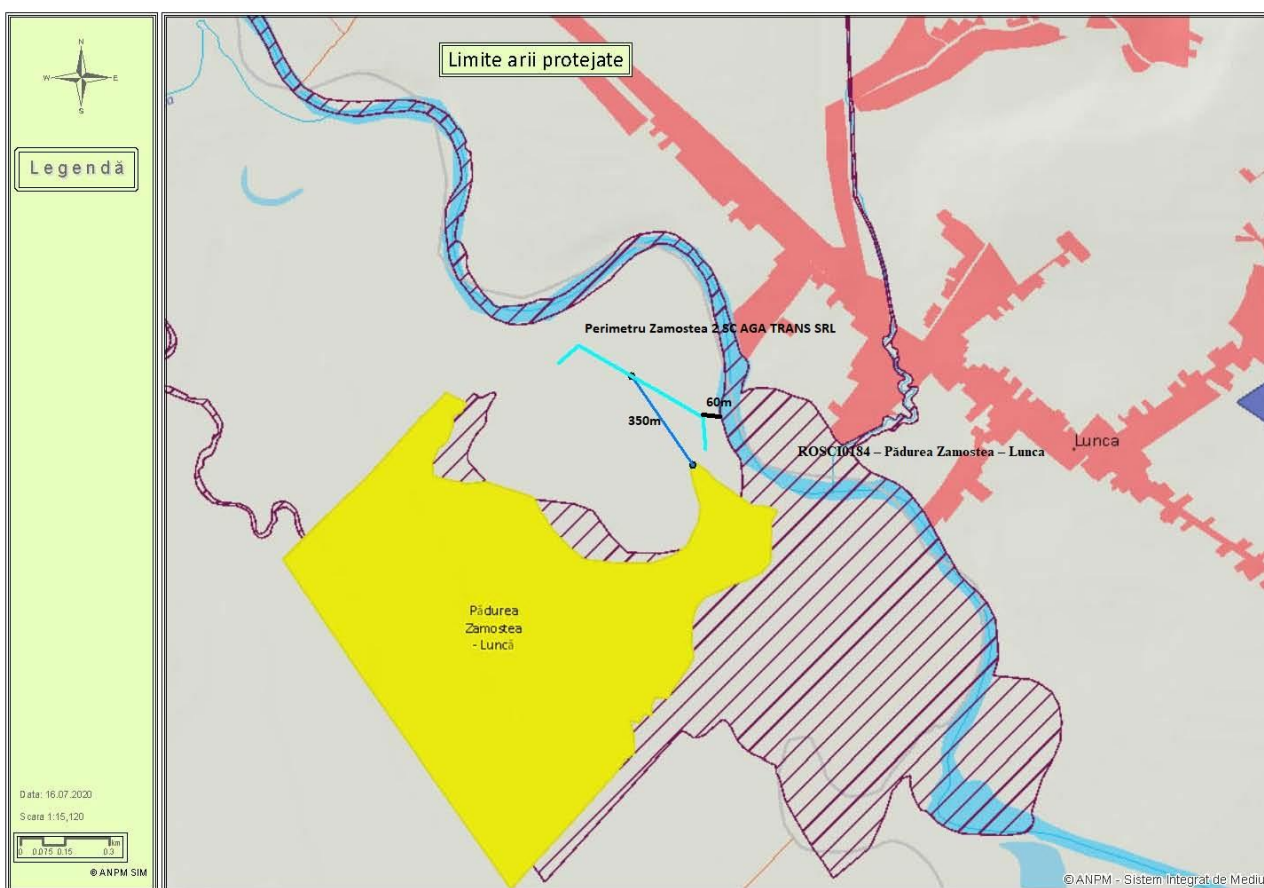 N
W
E
S
Legendă
Data: 16.07.2020
Scara 1:15,120
km
0 0.075 0.15 0.3
© ANPM SIM
Limite arii protejate
Perimetru Zamostea 2 SC AGA TRANS SRL
60m
350m
ROSCI0184 – Pădurea Zamostea – Lunca
Lunca
Pădurea
Zamostea
- Luncă
©ANPM - Sistem Integrat de Mediu